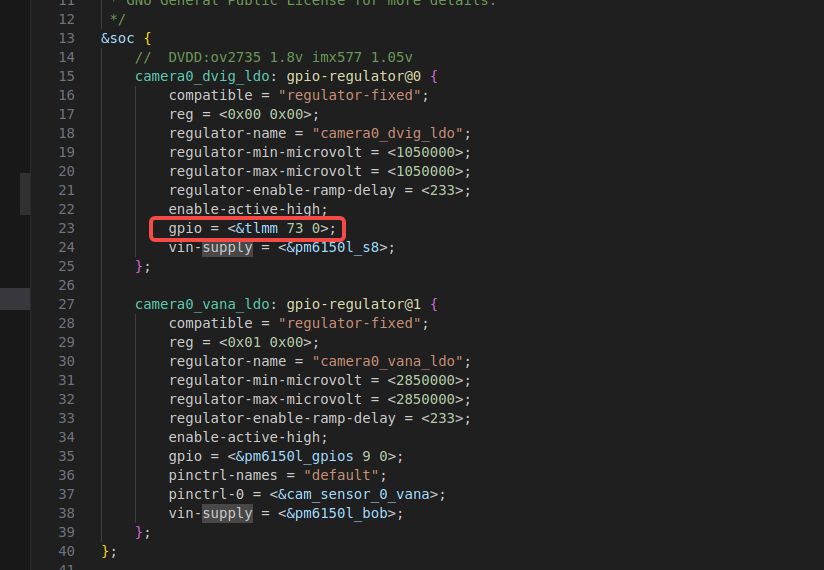 11 * GNU General Public License for more details.
12 */
13 &soc {
14 // DVDD:ov2735 1.8v imx577 1.05v
15 camera0_dvig_ldo: gpio-regulator@0 {
16 compatible = "regulator-fixed";
17 reg = <0x00 0x00>;
18 regulator-name = "camera0_dvig_ldo";
19 regulator-min-microvolt = <1050000>;
20 regulator-max-microvolt = <1050000>;
21 regulator-enable-ramp-delay = <233>;
22 enable-active-high;
23 gpio = <&tlmm 73 0>;
24 vin-supply = <&pm6150l_s8>;
25 };
26
27 camera0_vana_ldo: gpio-regulator@1 {
28 compatible = "regulator-fixed";
29 reg = <0x01 0x00>;
30 regulator-name = "camera0_vana_ldo";
31 regulator-min-microvolt = <2850000>;
32 regulator-max-microvolt = <2850000>;
33 regulator-enable-ramp-delay = <233>;
34 enable-active-high;
35 gpio = <&pm6150l_gpios 9 0>;
36 pinctrl-names = "default";
37 pinctrl-0 = <&cam_sensor_0_vana>;
38 vin-supply = <&pm6150l_bob>;
39 };
40 };
41